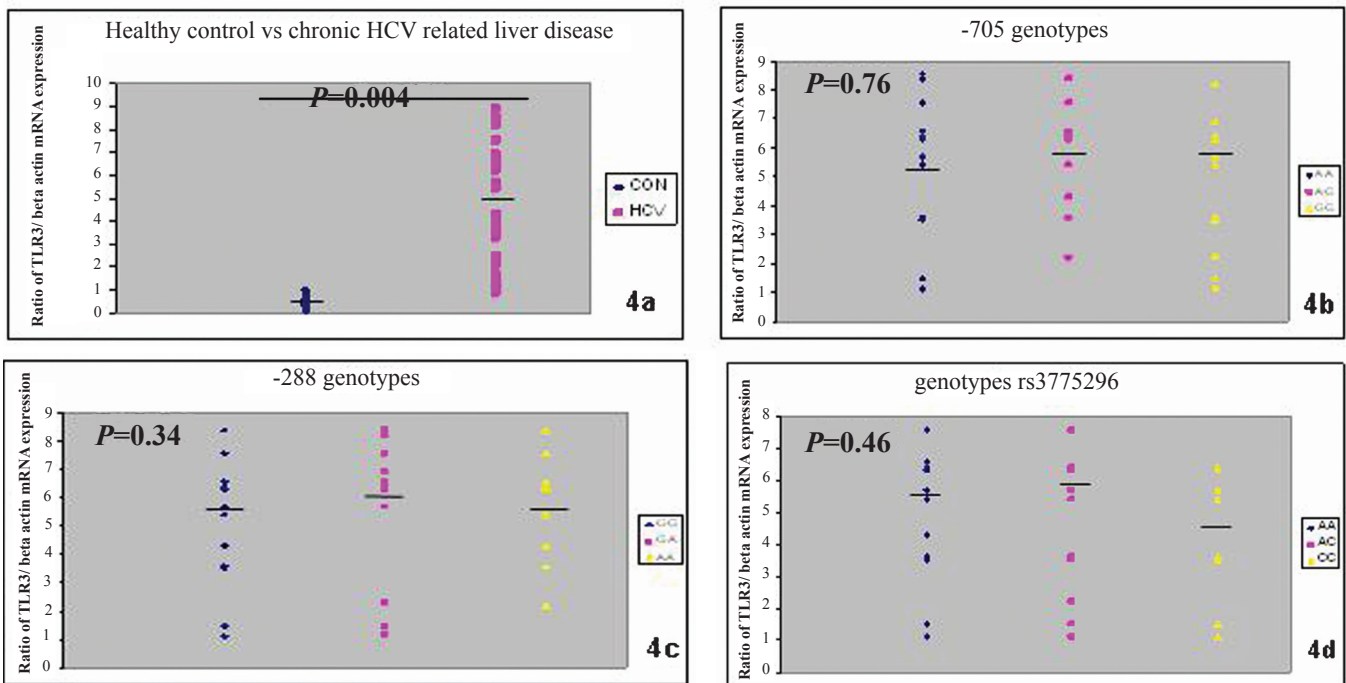 Healthy control vs chronic HCV related liver disease
Ratio of TLR3/ beta actin mRNA expression
10
9
8
7
6
5
4
3
2
1
0
P=0.004
CON
HCV
4a
-705 genotypes
Ratio of TLR3/ beta actin mRNA expression
9
8
7
6
5
4
3
2
1
0
P=0.76
AA
AG
GG
4b
-288 genotypes
Ratio of TLR3/ beta actin mRNA expression
9
8
7
6
5
4
3
2
1
0
P=0.34
GG
GA
AA
4c
genotypes rs3775296
Ratio of TLR3/ beta actin mRNA expression
8
7
6
5
4
3
2
1
0
P=0.46
AA
AC
CC
4d